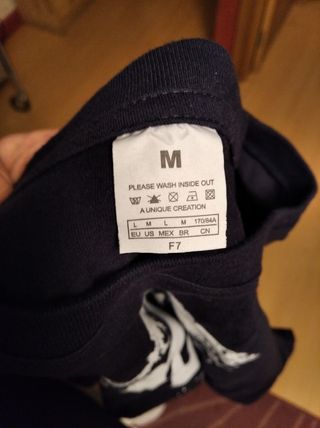 M
PLEASE WASH INSIDE OUT
A UNIQUE CREATION
L M L M 170/84A
EU US MEX BR CN
F7